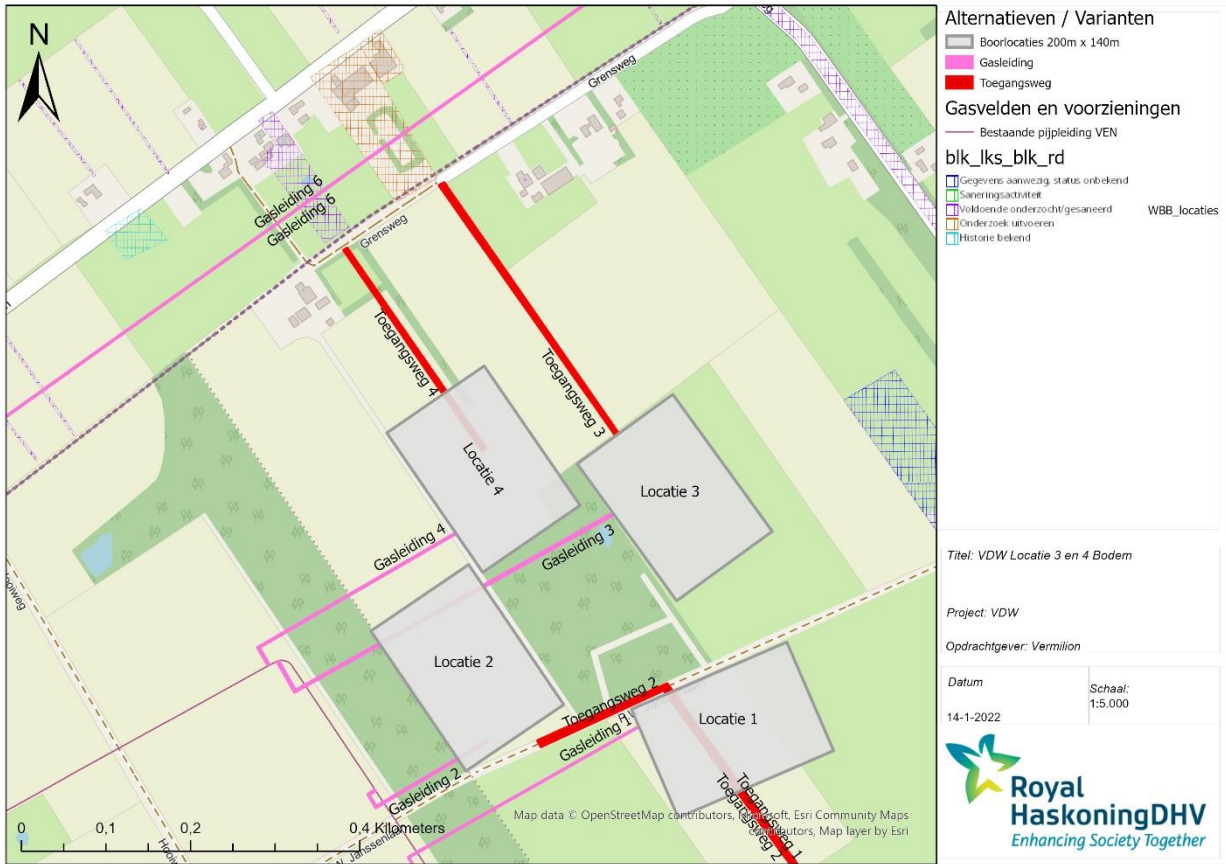 N
Grensweg
Gasleiding 6
Gasleiding 6
Grensweg
Toegangsweg 4
Toegangsweg 3
Locatie 4
Locatie 3
Gasleiding 4
Gasleiding 3
Locatie 2
Toegangsweg 2
Locatie 1
Gasleiding 1
Gasleiding 2
Toegangsweg 1
Toegangsweg 2
0 0,1 0,2 0,4 Kilometers
Map data © OpenStreetMap contributors, Microsoft, Esri Community Maps
contributors, Map layer by Esri
Alternatieven / Varianten
Boorlocaties 200m x 140m
Gasleiding
Toegangsweg
Gasvelden en voorzieningen
Bestaande pijpleiding VEN
blk_lks_blk_rd
Gegevens aanwezig, status onbekend
Saneringsactiviteit
Voldoende onderzocht/gesaneerd WBB_locaties
Onderzoek uitvoeren
Historie bekend
Titel: VDW Locatie 3 en 4 Bodem
Project: VDW
Opdrachtgever: Vermilion
Datum
14-1-2022
Schaal:
1:5.000
Royal
HaskoningDHV
Enhancing Society Together